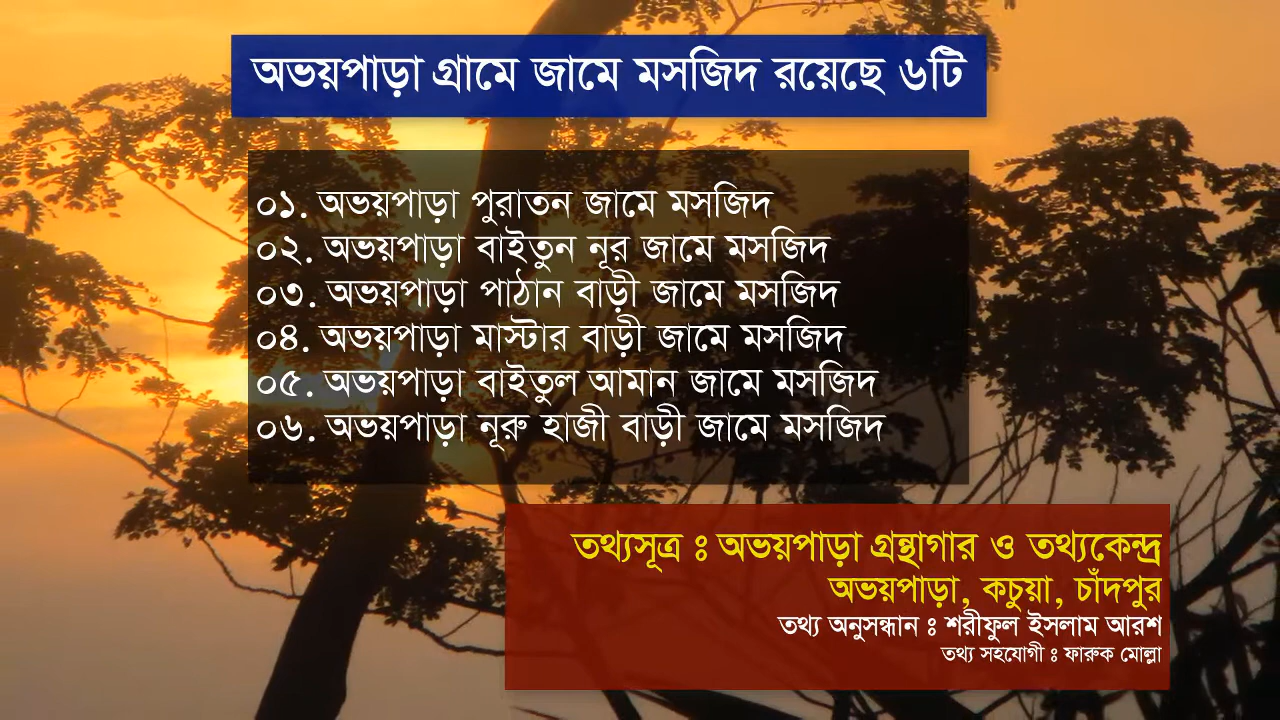 অভয়পাড়া গ্রামে জামে মসজিদ রয়েছে ৬টি
০১. অভয়পাড়া পুরাতন জামে মসজিদ
০২. অভয়পাড়া বাইতুন নূর জামে মসজিদ
০৩. অভয়পাড়া পাঠান বাড়ী জামে মসজিদ
০৪. অভয়পাড়া মাস্টার বাড়ী জামে মসজিদ
০৫. অভয়পাড়া বাইতুল আমান জামে মসজিদ
০৬. অভয়পাড়া নূরু হাজী বাড়ী জামে মসজিদ
তথ্যসূত্র ঃ অভয়পাড়া গ্রন্থাগার ও তথ্যকেন্দ্র
অভয়পাড়া, কচুয়া, চাঁদপুর
তথ্য অনুসন্ধান ঃ শরীফুল ইসলাম আরশ
তথ্য সহযোগী ঃ ফারুক মোল্লা